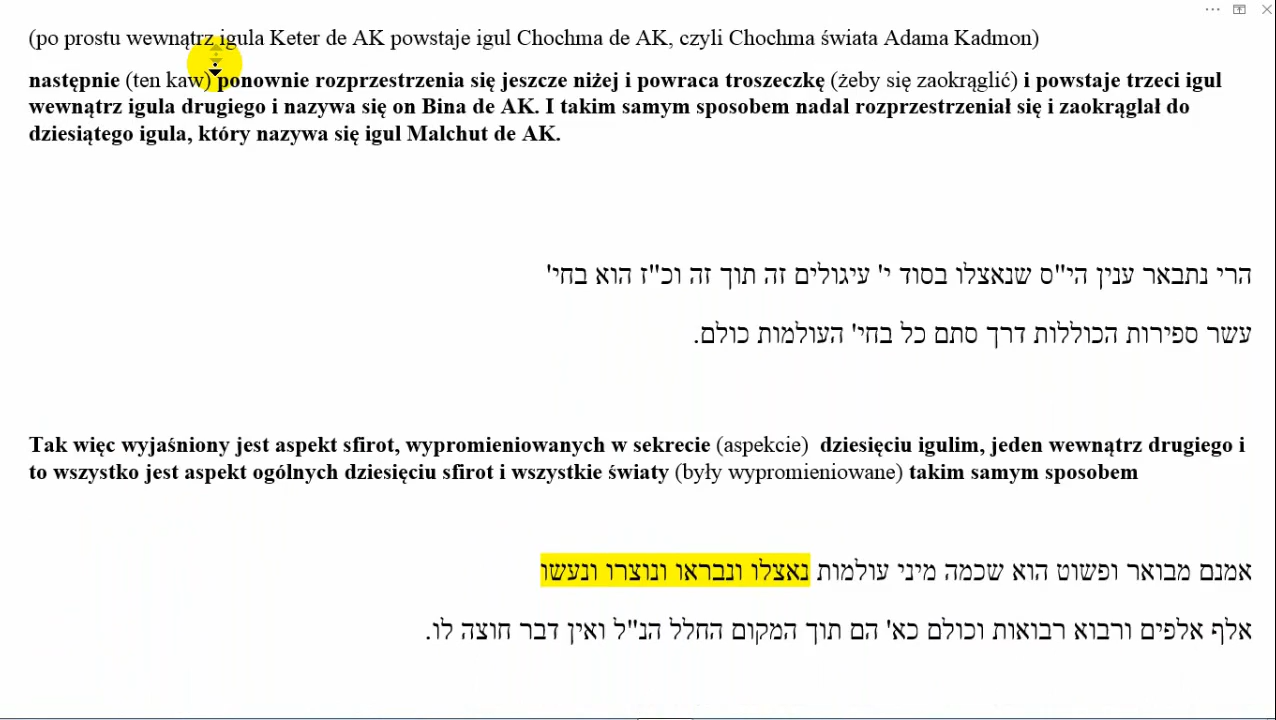 (po prostu wewnątrz igula Keter de AK powstaje igul Chochma de AK, czyli Chochma świata Adama Kadmon)
następnie (ten kaw) ponownie rozprzestrzenia się jeszcze niżej i powraca troszeczkę (żeby się zaokrąglić) i powstaje trzeci igul
wewnątrz igula drugiego i nazywa się on Bina de AK. I takim samym sposobem nadal rozprzestrzeniał się i zaokrąglał do
dziesiątego igula, który nazywa się igul Malchut de AK.
הרי נתבאר ענין הי"ס שנאצלו בסוד י' עיגולים זה תוך זה וכ"ז הוא בחי'
עשר ספירות הכוללות דרך סתם כל בחי' העולמות כולם.
Tak więc wyjaśniony jest aspekt sfirot, wypromieniowanych w sekrecie (aspekcie) dziesięciu igulim, jeden wewnątrz drugiego i
to wszystko jest aspekt ogólnych dziesięciu sfirot i wszystkie światy (były wypromieniowane) takim samym sposobem
אמנם מבואר ופשוט הוא שכמה מיני עולמות נאצלו ונבראו ונוצרו ונעשו
אלף אלפים ורבוא רבואות וכולם כא' הם תוך המקום החלל הנ"ל ואין דבר חוצה לו.